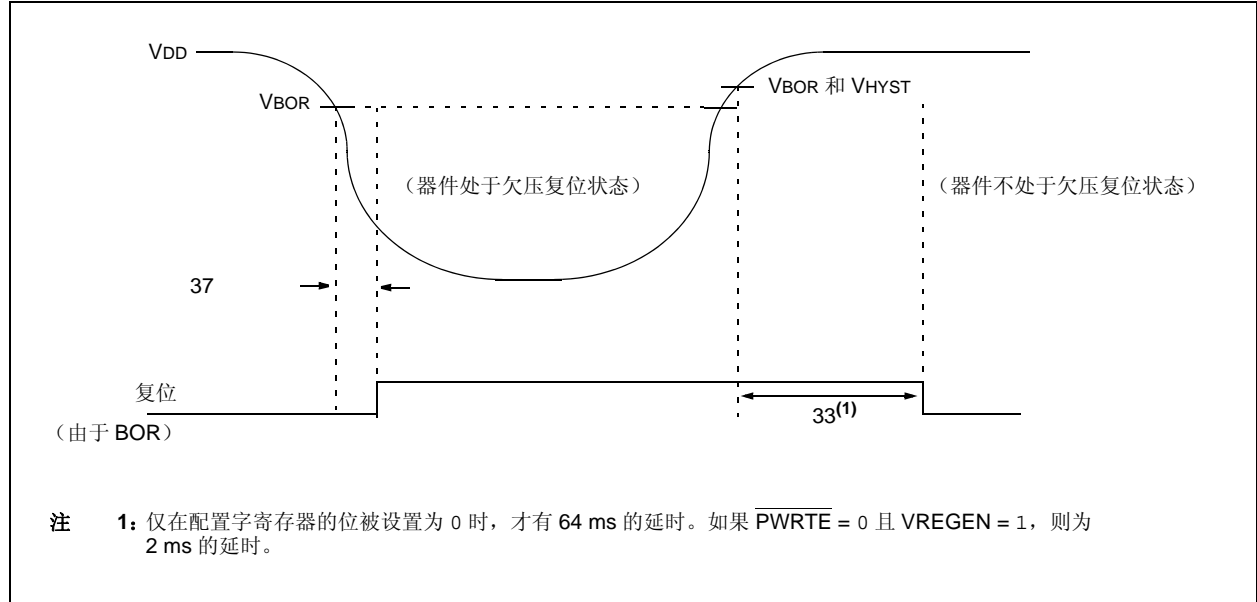 VDD
VBOR
VBOR 和 VHYST
（器件处于欠压复位状态）
（器件不处于欠压复位状态）
37
复位
（由于 BOR）
33(1)
注 1: 仅在配置字寄存器的位被设置为 0 时，才有 64 ms 的延时。如果 PWRTE = 0 且 VREGEN = 1，则为
2 ms 的延时。